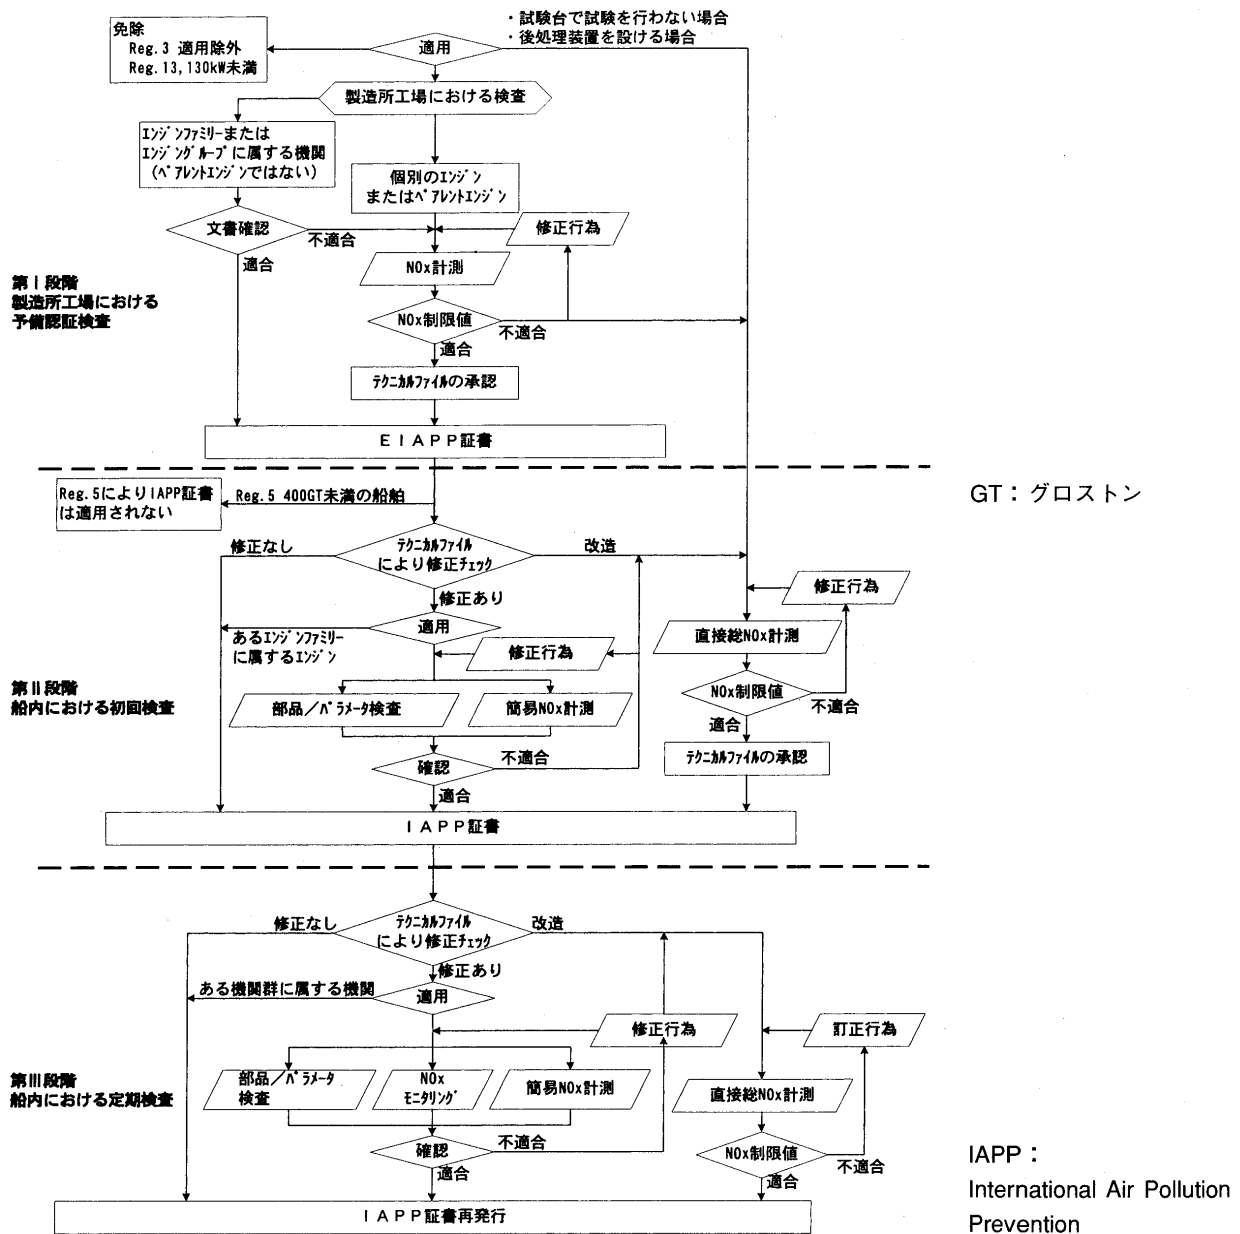 ・試験台で試験を行わない場合
・後処理装置を設ける場合
免除
Reg.3 適用除外
Reg.13,130kW未満
適用
製造所工場における検査
ｴﾝｼﾞﾝﾌｧﾐﾘｰまたは
ｴﾝｼﾞﾝｸﾞﾙｰﾌﾟに属する機関
(ﾍﾟｱﾚﾝﾄｴﾝｼﾞﾝではない)
個別のｴﾝｼﾞﾝ
またはﾍﾟｱﾚﾝﾄｴﾝｼﾞﾝ
文書確認
不適合
修正行為
適合
NOx計測
第Ⅰ段階
製造所工場における
予備認証検査
NOx制限値
不適合
適合
ﾃｸﾆｶﾙﾌｧｲﾙの承認
ＥＩＡＰＰ証書
Reg.5によりIAPP証書
は適用されない
Reg.5 400GT未満の船舶
GT：グロストン
修正なし
ﾃｸﾆｶﾙﾌｧｲﾙ
により修正ﾁｪｯｸ
改造
修正あり
修正行為
適用
あるｴﾝｼﾞﾝﾌｧﾐﾘｰ
に属するｴﾝｼﾞﾝ
修正行為
直接総NOx計測
第Ⅱ段階
船内における初回検査
部品／ﾊﾟﾗﾒｰﾀ検査
簡易NOx計測
NOx制限値
不適合
適合
確認
不適合
適合
ﾃｸﾆｶﾙﾌｧｲﾙの承認
ＩＡＰＰ証書
修正なし
ﾃｸﾆｶﾙﾌｧｲﾙ
により修正ﾁｪｯｸ
改造
修正あり
ある機関群に属する機関
適用
修正行為
訂正行為
第Ⅲ段階
船内における定期検査
部品／ﾊﾟﾗﾒｰﾀ
検査
NOx
ﾓﾆﾀﾘﾝｸﾞ
簡易NOx計測
直接総NOx計測
確認
不適合
適合
NOx制限値
不適合
適合
ＩＡＰＰ証書再発行
IAPP：
International Air Pollution
Prevention